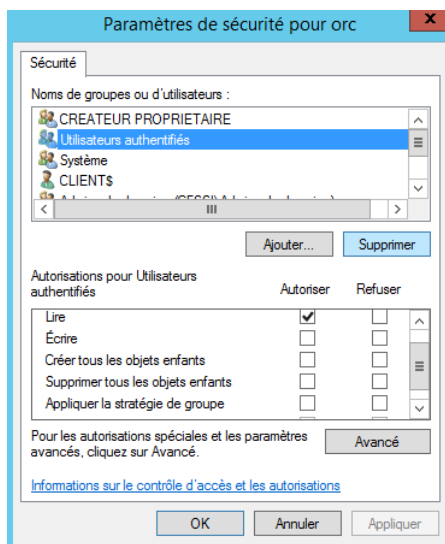 Paramètres de sécurité pour orc
x
Sécurité
Noms de groupes ou d'utilisateurs :
CREATEUR PROPRIETAIRE
Utilisateurs authentifiés
Système
CLIENT$
Ajouter...
Supprimer
Autorisations pour Utilisateurs
authentifiés
Autoriser
Refuser
Lire
Écrire
Créer tous les objets enfants
Supprimer tous les objets enfants
Appliquer la stratégie de groupe
Pour les autorisations spéciales et les paramètres
avancés, cliquez sur Avancé.
Avancé
Informations sur le contrôle d'accès et les autorisations
OK
Annuler
Appliquer